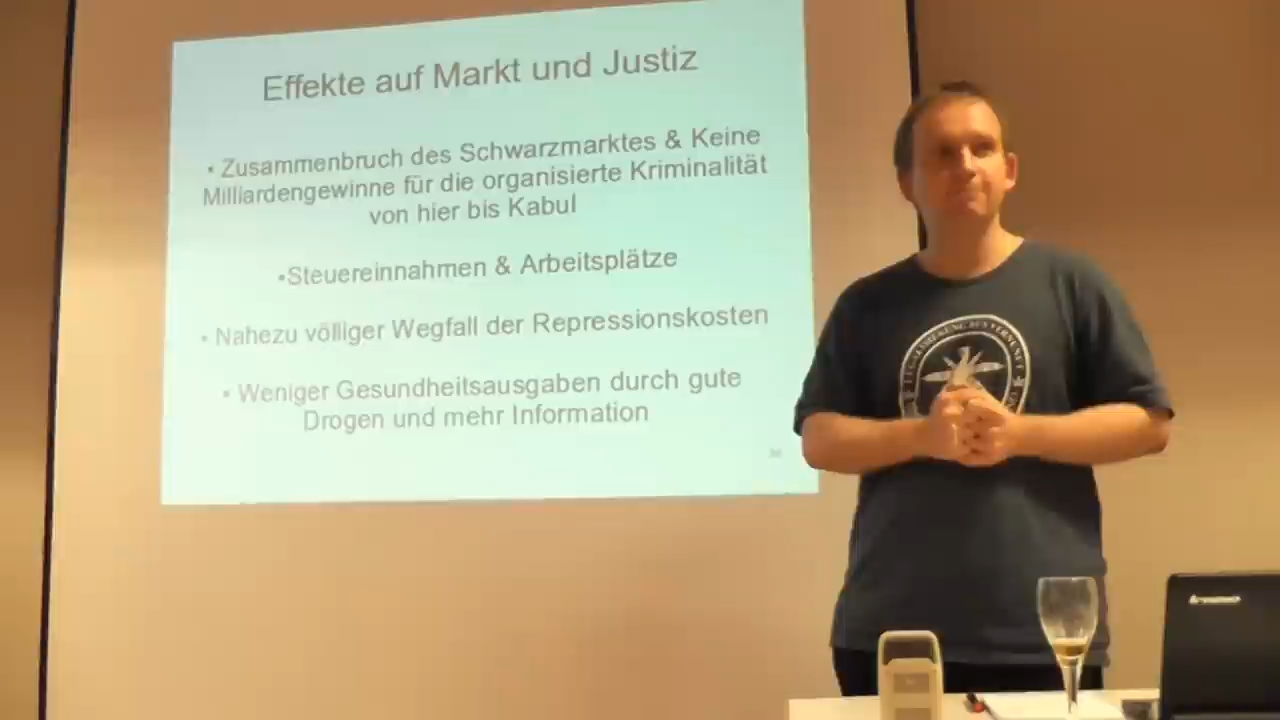 Effekte auf Markt und Justiz
• Zusammenbruch des Schwarzmarktes & Keine
Milliardengewinne für die organisierte Kriminalität
von hier bis Kabul
•Steuereinnahmen & Arbeitsplätze
• Nahezu völliger Wegfall der Repressionskosten
• Weniger Gesundheitsausgaben durch gute
Drogen und mehr Information
lenovo